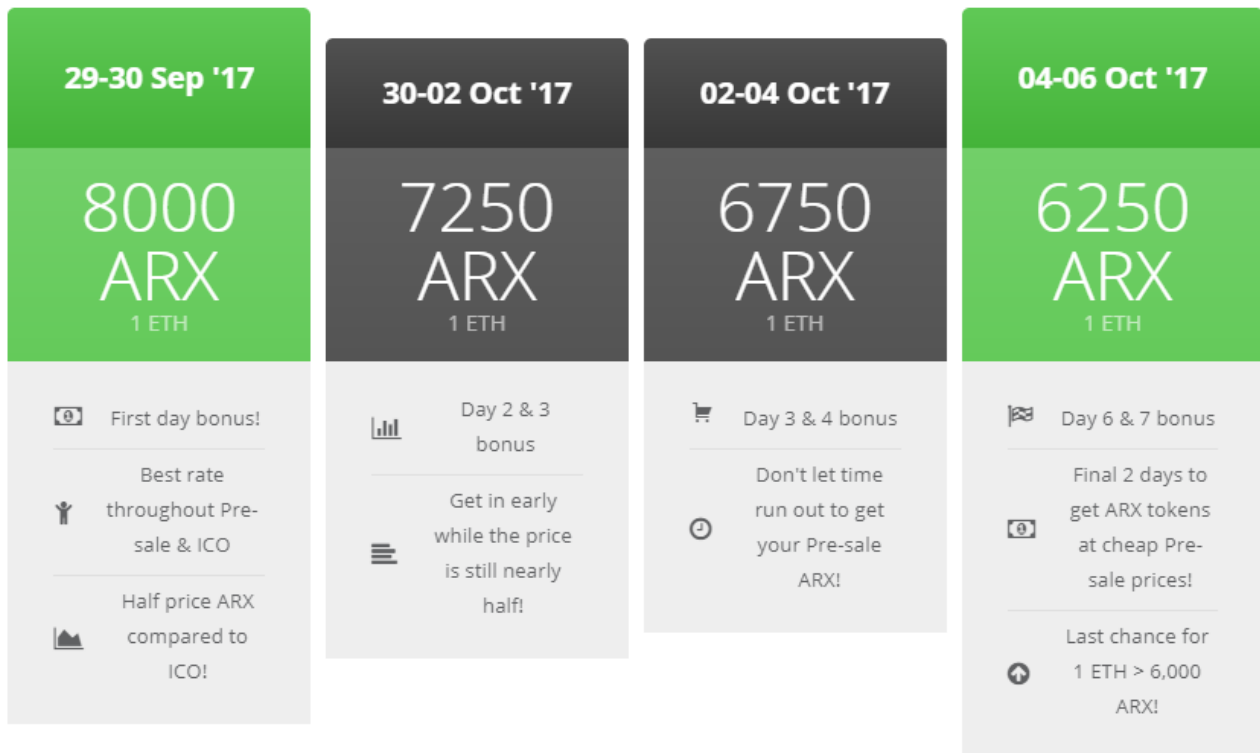 29-30 Sep '17
8000
ARX
1 ETH
First day bonus!
Best rate
throughout Pre-
sale & ICO
Half price ARX
compared to
ICO!
30-02 Oct '17
7250
ARX
1 ETH
Day 2 & 3
bonus
Get in early
while the price
is still nearly
half!
02-04 Oct '17
6750
ARX
1 ETH
Day 3 & 4 bonus
Don't let time
run out to get
your Pre-sale
ARX!
04-06 Oct '17
6250
ARX
1 ETH
Day 6 & 7 bonus
Final 2 days to
get ARX tokens
at cheap Pre-
sale prices!
Last chance for
1 ETH > 6,000
ARX!